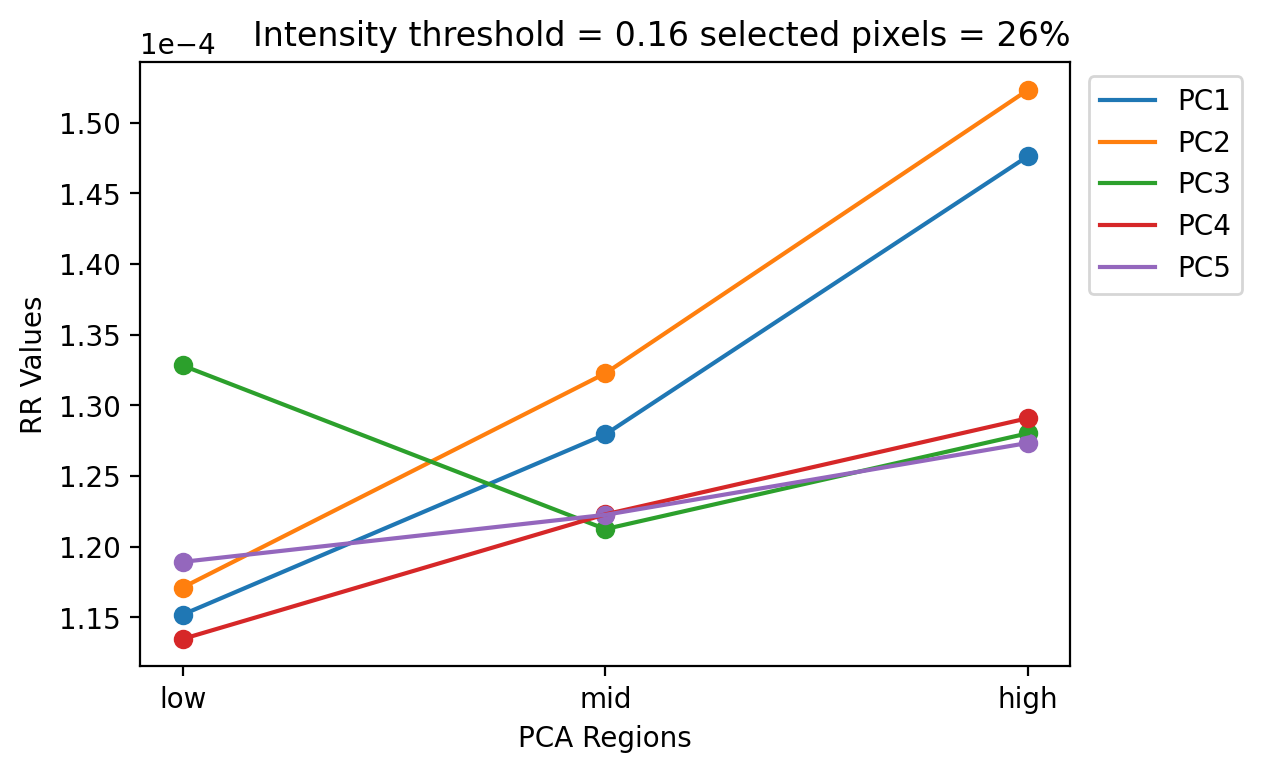 1e−4
Intensity threshold = 0.16 selected pixels = 26%
1.50
1.45
1.40
1.35
1.30
1.25
1.20
1.15
RR Values
low
mid
high
PCA Regions
PC1
PC2
PC3
PC4
PC5